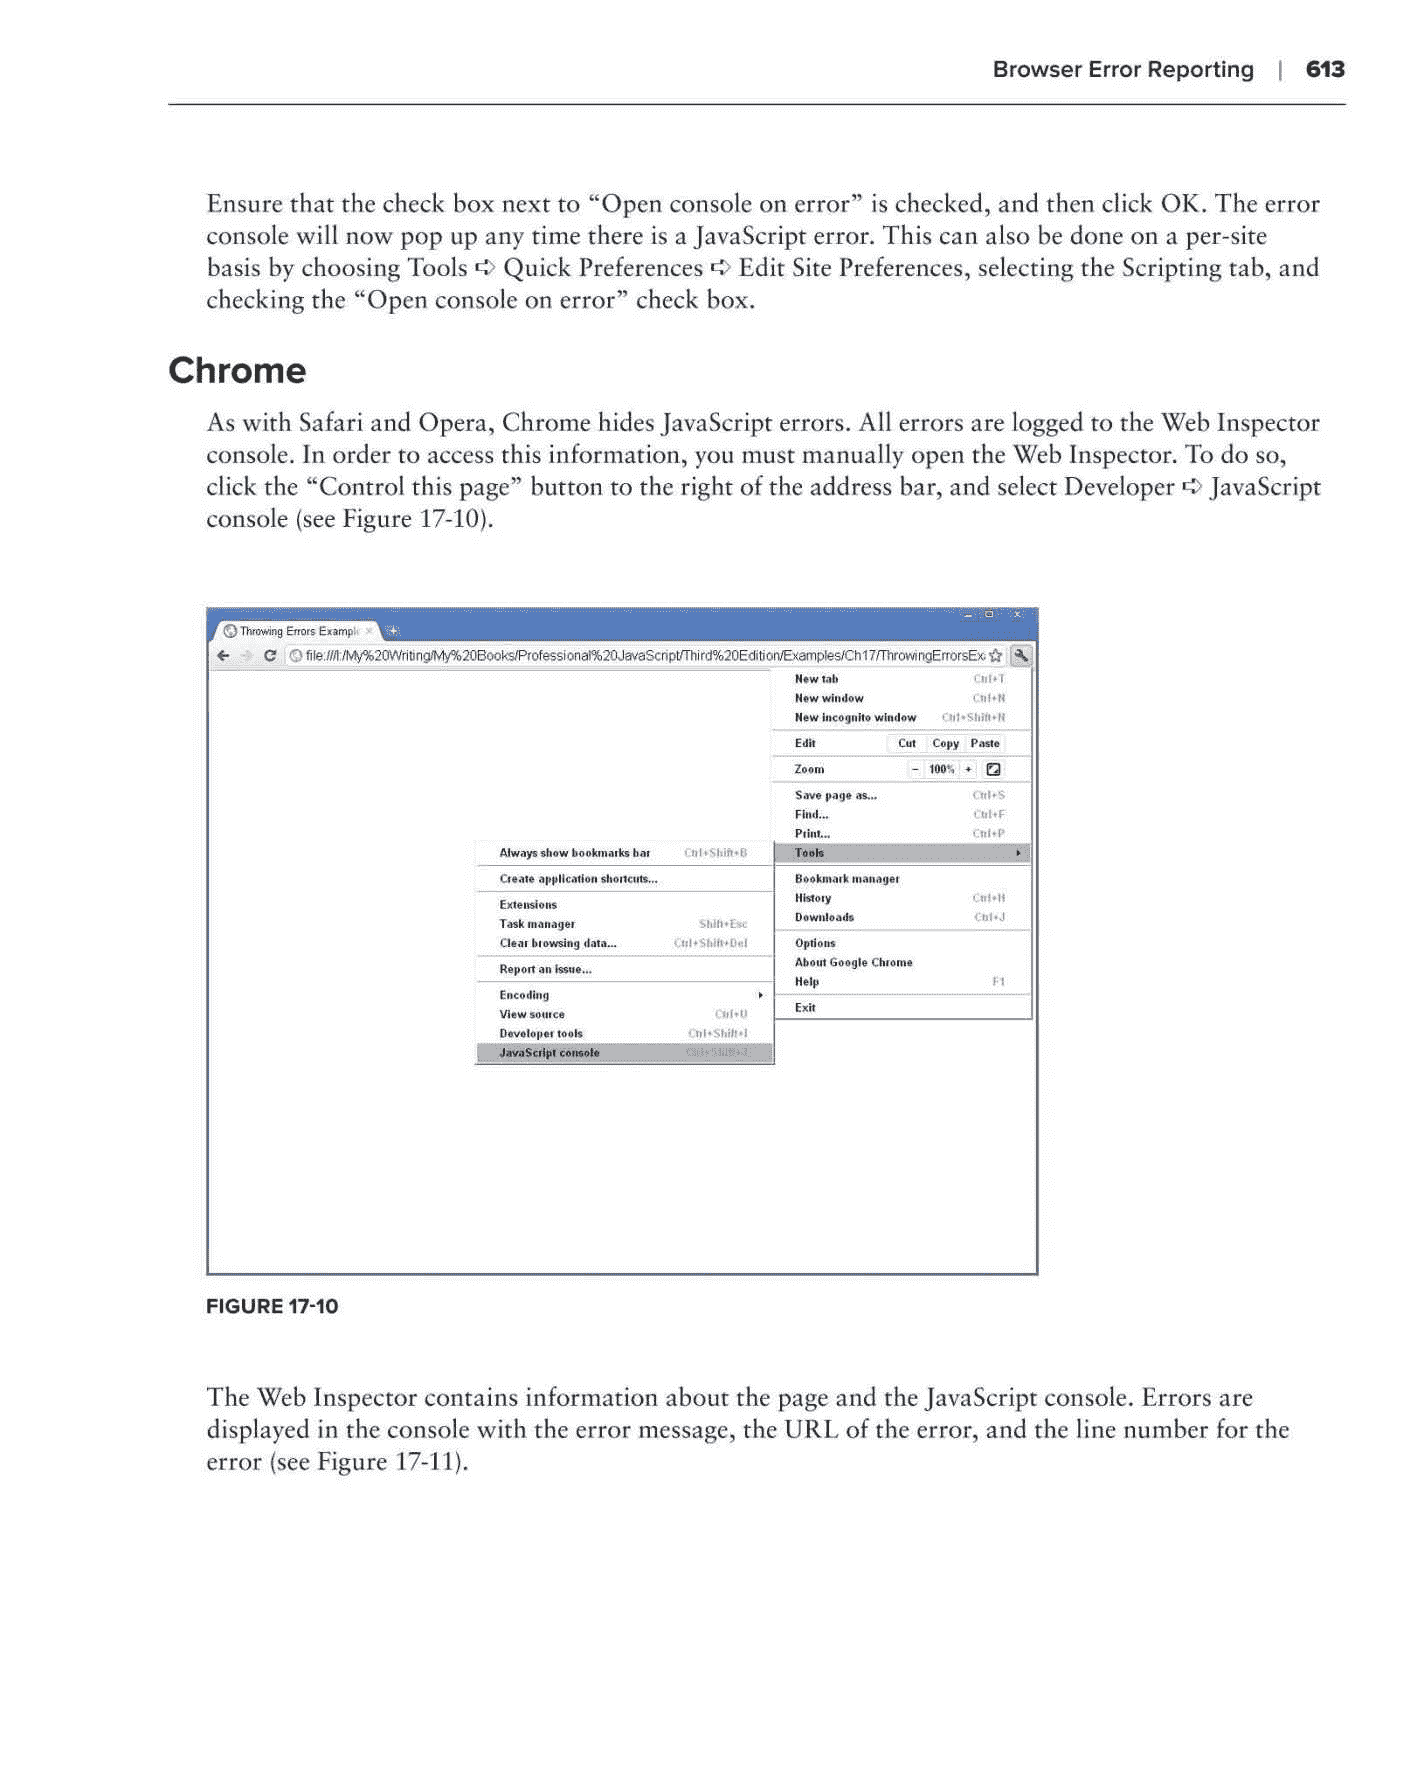 Browser Error Reporting | 613
Ensure that the check box next to “Open console on error” is checked, and then click OK. The error
console will now pop up any time there is a JavaScript error. This can also be done on a per-site
basis by choosing Tools ➪ Quick Preferences ➪ Edit Site Preferences, selecting the Scripting tab, and
checking the “Open console on error” check box.
Chrome
As with Safari and Opera, Chrome hides JavaScript errors. All errors are logged to the Web Inspector
console. In order to access this information, you must manually open the Web Inspector. To do so,
click the “Control this page” button to the right of the address bar, and select Developer ➪ JavaScript
console (see Figure 17-10).
Throwing Errors Example
file:///I:/My%20Writing/My%20Books/Professional%20JavaScript/Third%20Edition/Examples/Ch17/ThrowingErrorsEx
New tab Ctrl+T
New window Ctrl+N
New incognito window Ctrl+Shift+N
Edit Cut Copy Paste
Zoom - 100% +
Save page as... Ctrl+S
Find... Ctrl+F
Print... Ctrl+P
Tools
Bookmark manager
History Ctrl+H
Downloads Ctrl+J
Options
About Google Chrome
Help F1
Exit
Always show bookmarks bar Ctrl+Shift+B
Create application shortcuts...
Extensions
Task manager Shift+Esc
Clear browsing data... Ctrl+Shift+Del
Report an issue...
Encoding
View source Ctrl+U
Developer tools Ctrl+Shift+I
JavaScript console Ctrl+Shift+J
FIGURE 17-10
The Web Inspector contains information about the page and the JavaScript console. Errors are
displayed in the console with the error message, the URL of the error, and the line number for the
error (see Figure 17-11).